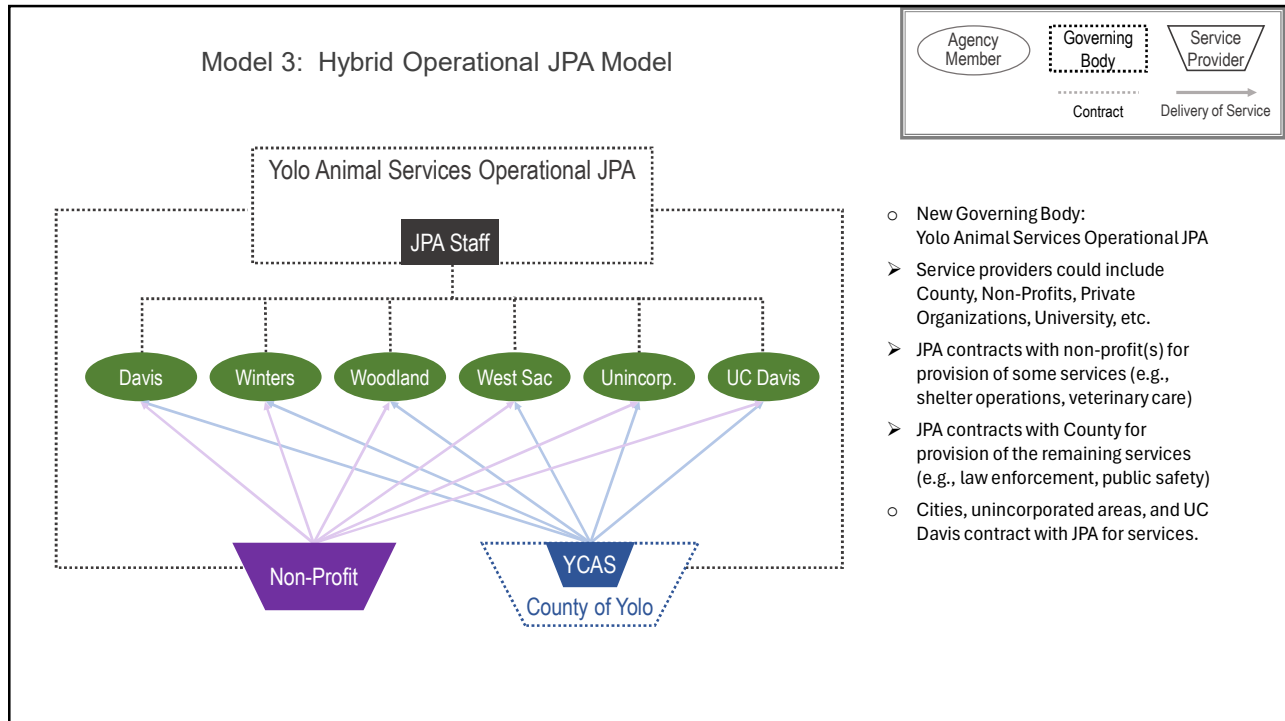 Model 3:  Hybrid Operational JPA Model
Agency
Member
Governing
Body
Service
Provider
Contract
Delivery of Service
Yolo Animal Services Operational JPA
JPA Staff
Davis
Winters
Woodland
West Sac
Unincorp.
UC Davis
Non-Profit
YCAS
County of Yolo
○ New Governing Body:
Yolo Animal Services Operational JPA
➢ Service providers could include
County, Non-Profits, Private
Organizations, University, etc.
➢ JPA contracts with non-profit(s) for
provision of some services (e.g.,
shelter operations, veterinary care)
➢ JPA contracts with County for
provision of the remaining services
(e.g., law enforcement, public safety)
○ Cities, unincorporated areas, and UC
Davis contract with JPA for services.